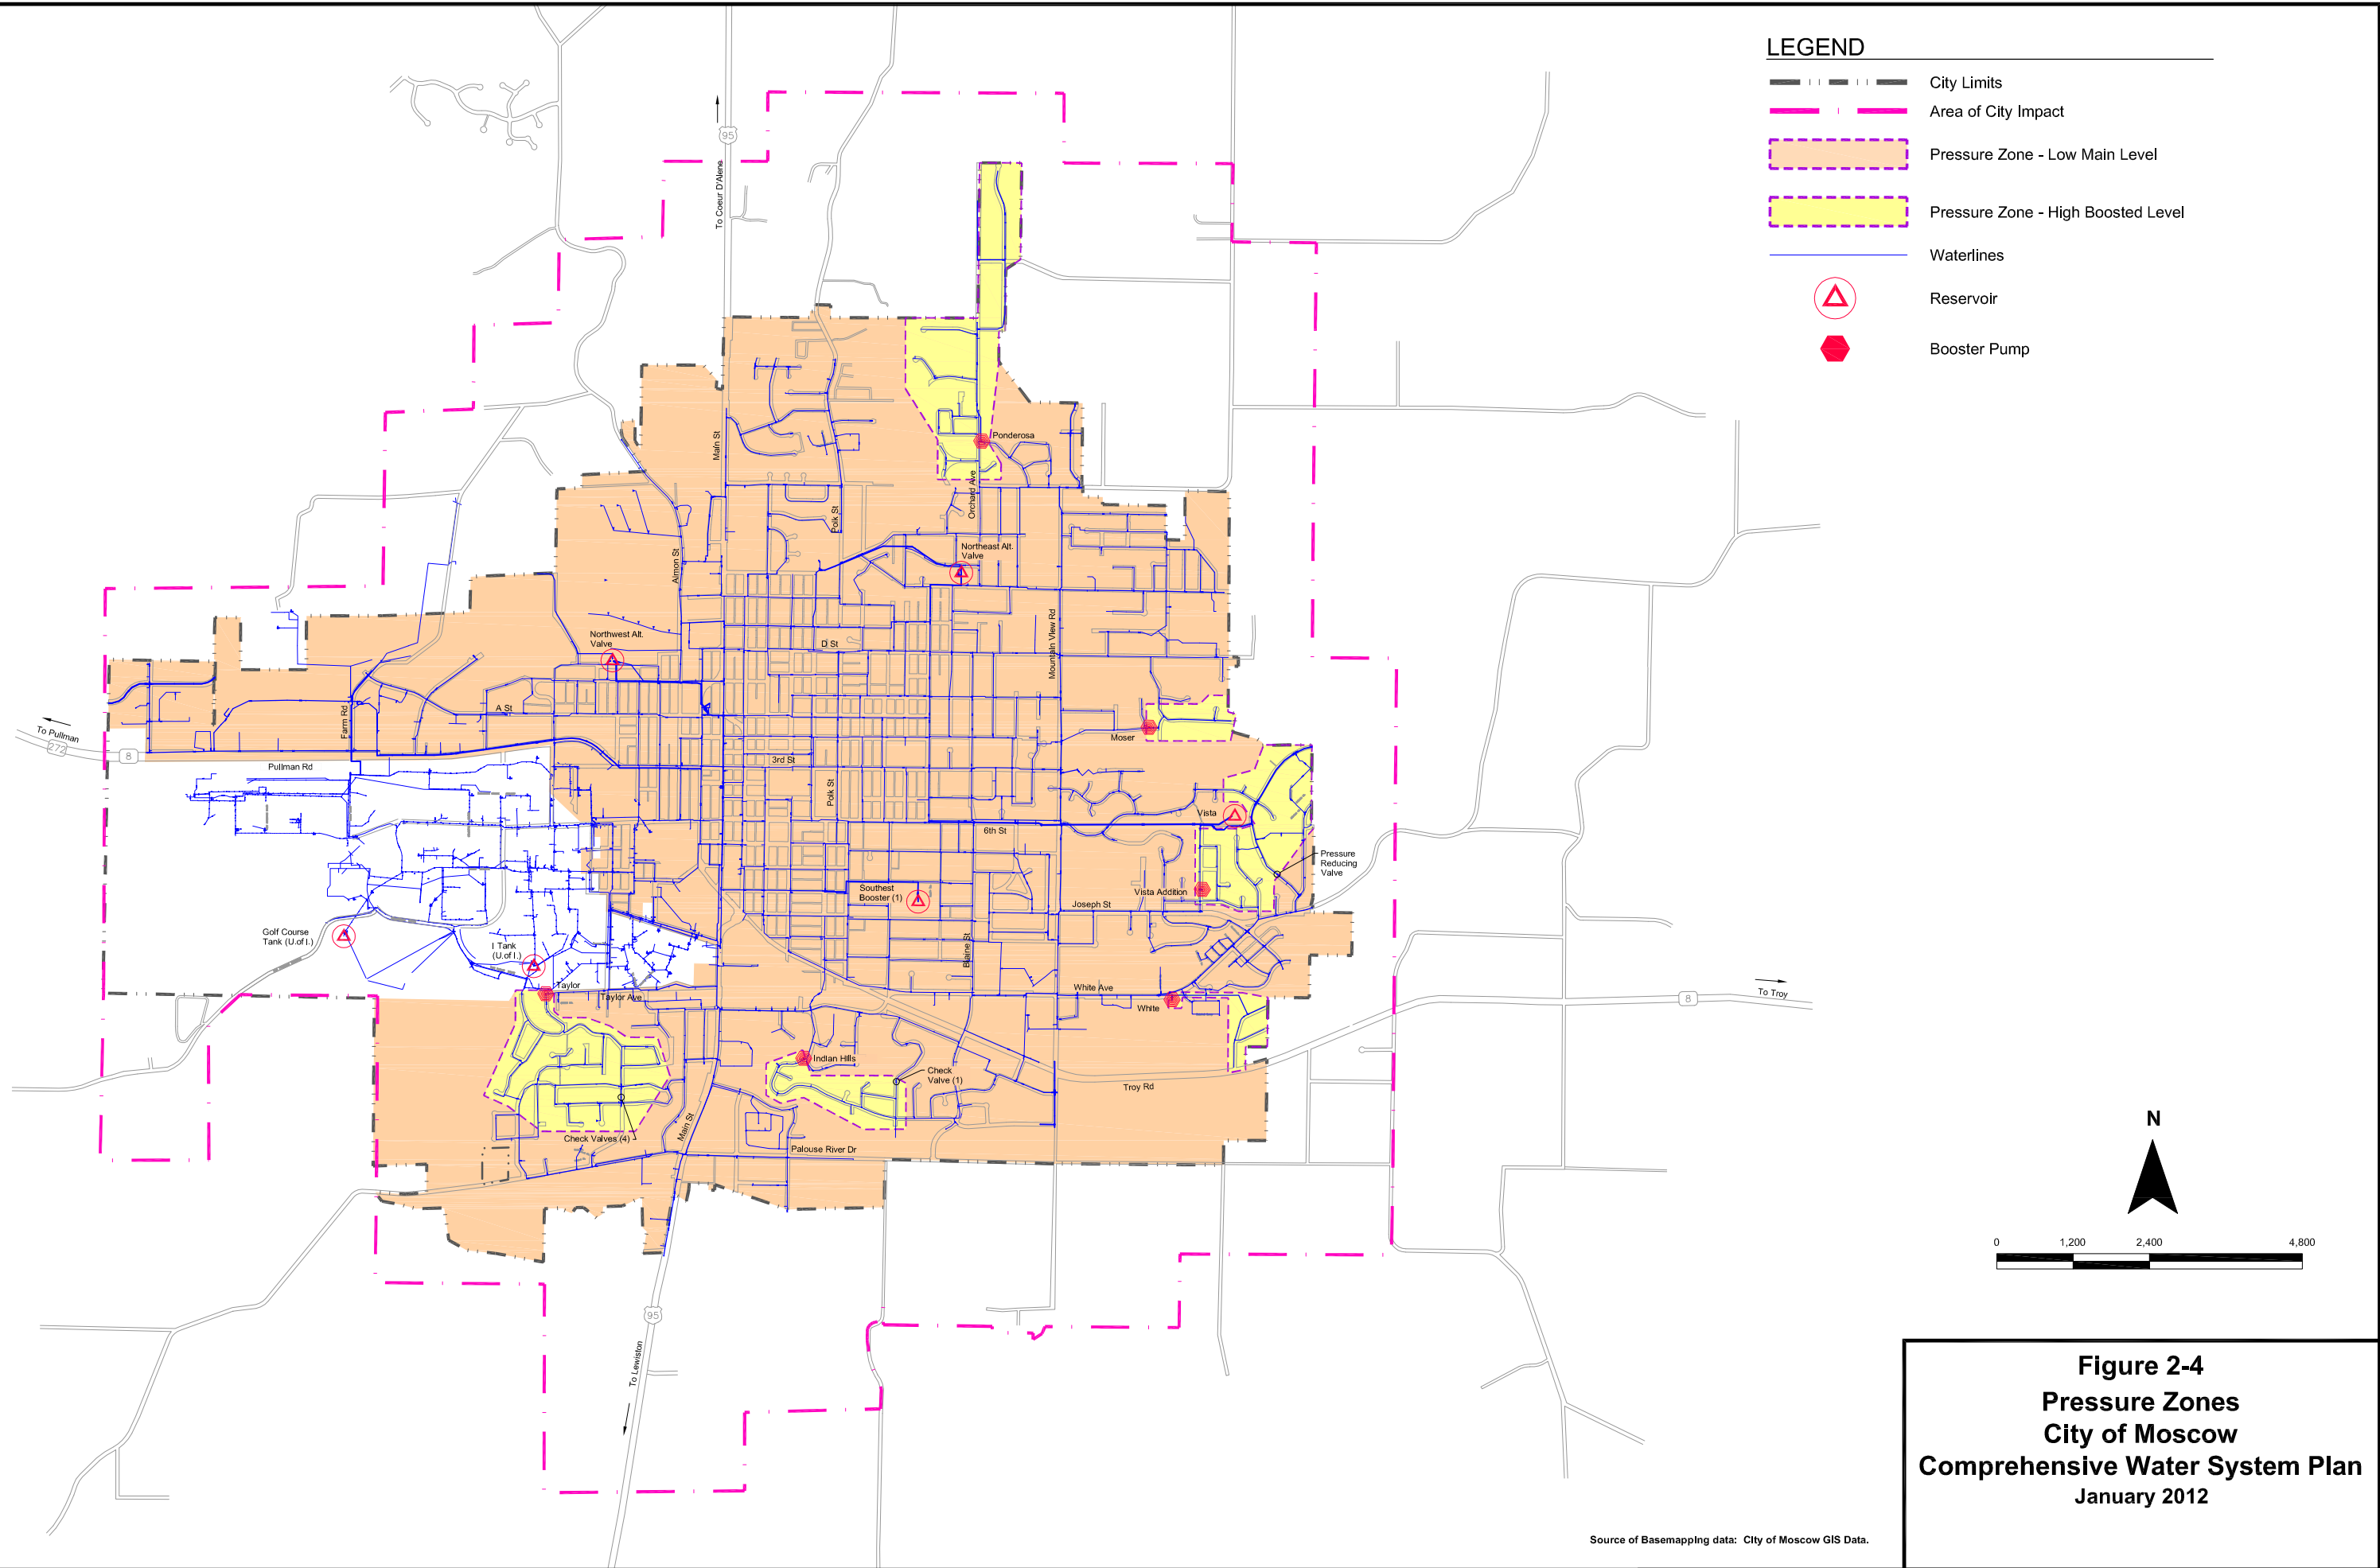 LEGEND
City Limits
Area of City Impact
Pressure Zone - Low Main Level
Pressure Zone - High Boosted Level
Waterlines
Reservoir
Booster Pump
95
To Coeur D'Alene
Main St
Ponderosa
Orchard Ave
Polk St
Almon St
Northeast Alt.
Valve
Mountain View Rd
Northwest Alt.
Valve
D St
A St
Farm Rd
To Pullman
272
8
Pullman Rd
Moser
3rd St
Polk St
Vista
6th St
Pressure
Reducing
Valve
Southest
Booster (1)
Vista Addition
Joseph St
Golf Course
Tank (U.of I.)
I Tank
(U.of I.)
Blaine St
Taylor
Taylor Ave
White Ave
White
8
To Troy
Indian Hills
Check
Valve (1)
Troy Rd
Main St
Check Valves (4)
Palouse River Dr
95
To Lewiston
N
0 1,200 2,400 4,800
Figure 2-4
Pressure Zones
City of Moscow
Comprehensive Water System Plan
January 2012
Source of Basemapping data: City of Moscow GIS Data.